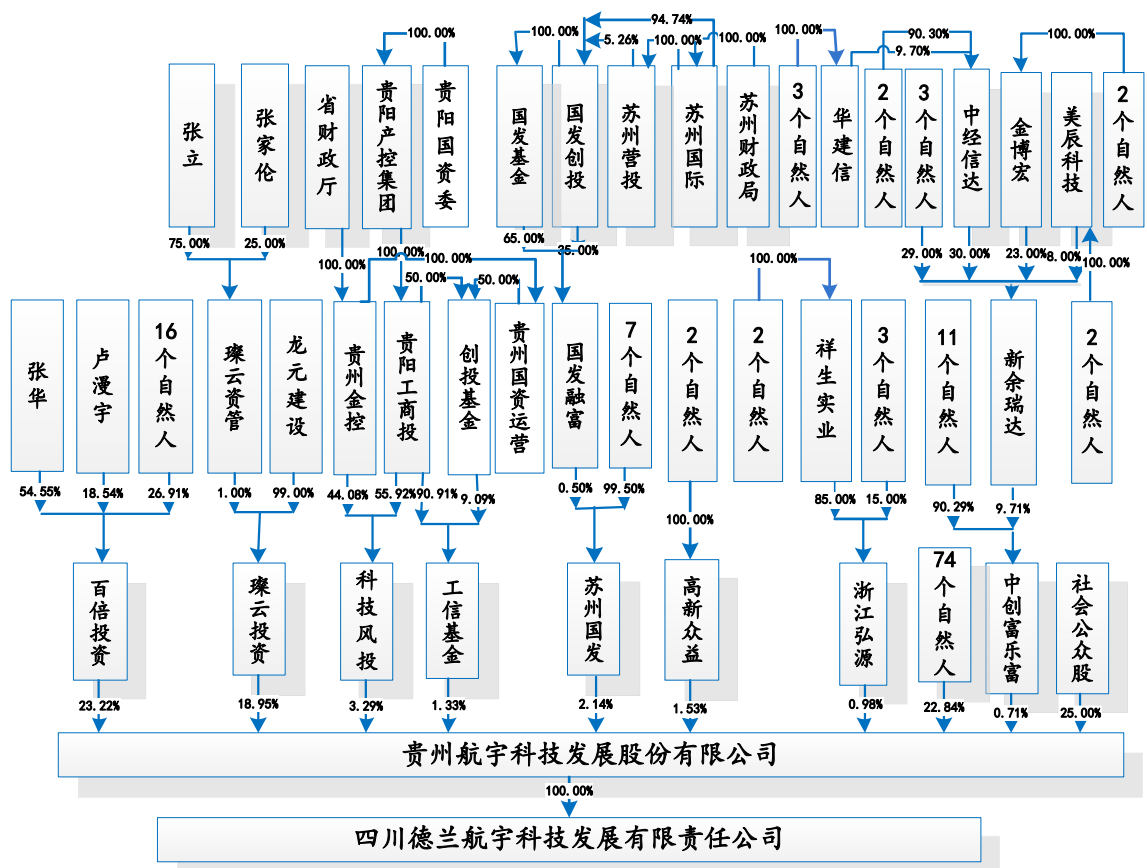 100.00%
100.00%
94.74%
5.26%
100.00%
100.00%
100.00%
90.30%
9.70%
100.00%
张立
张家伦
省财政厅
贵阳产控集团
贵阳国资委
国发基金
国发创投
苏州营投
苏州国际
苏州财政局
3个自然人
华建信
2个自然人
3个自然人
中经信达
金博宏
美辰科技
2个自然人
75.00%
25.00%
100.00%
100.00%
100.00%
50.00%
50.00%
65.00%
35.00%
100.00%
29.00%
30.00%
23.00%
8.00%
100.00%
张华
卢漫宇
16个自然人
璨云资管
龙元建设
贵州金控
贵阳工商投
创投基金
贵州国资运营
国发融富
7个自然人
2个自然人
2个自然人
祥生实业
3个自然人
11个自然人
新余瑞达
2个自然人
54.55%
18.54%
26.91%
1.00%
99.00%
44.08%
55.92%
90.91%
9.09%
0.50%
99.50%
100.00%
85.00%
15.00%
90.29%
9.71%
百倍投资
璨云投资
科技风投
工信基金
苏州国发
高新众益
浙江弘源
74个自然人
中创富乐富
社会公众股
23.22%
18.95%
3.29%
1.33%
2.14%
1.53%
0.98%
22.84%
0.71%
25.00%
贵州航宇科技发展股份有限公司
100.00%
四川德兰航宇科技发展有限责任公司